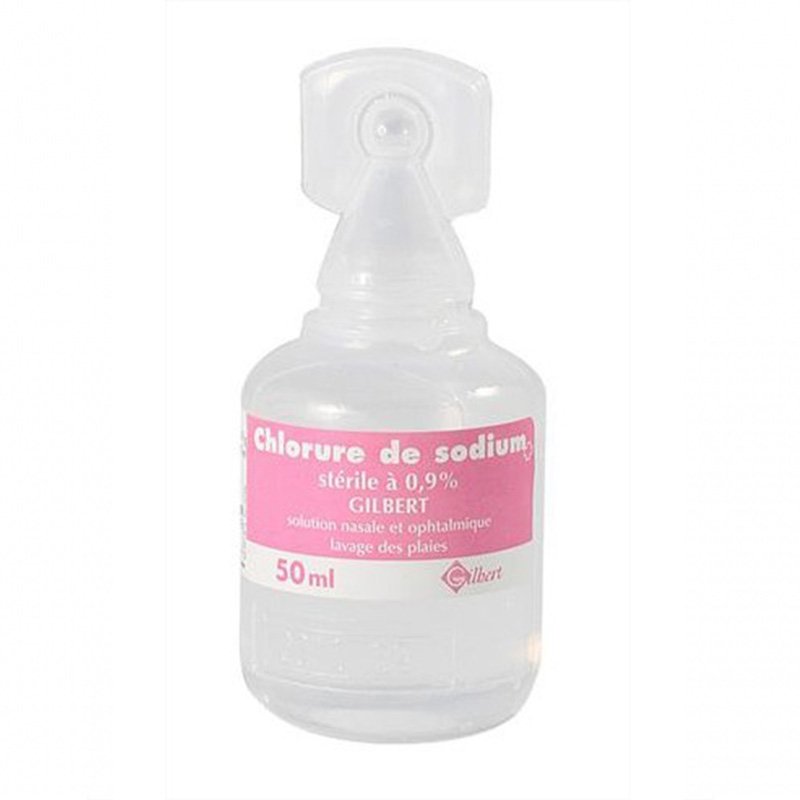 Chlorure de sodium
stérile à 0,9%
GILBERT
solution nasale et ophtalmique
lavage des plaies
50 ml
Gilbert